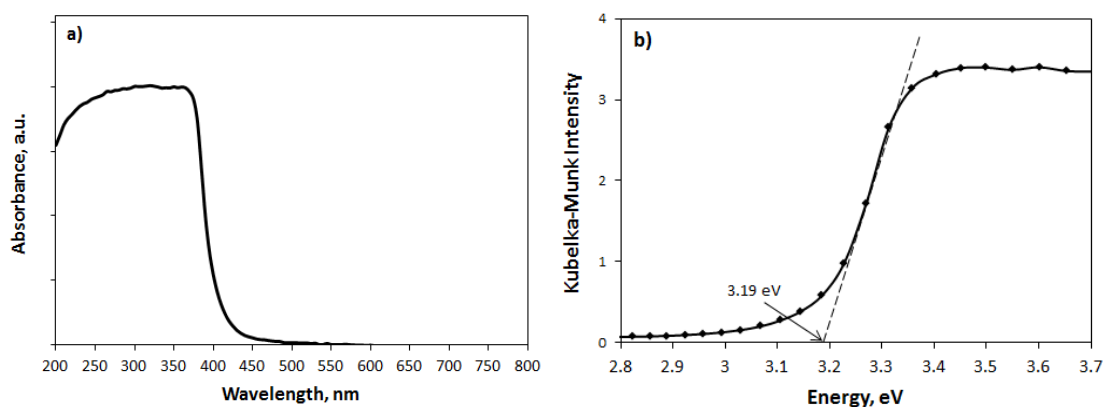 a)
Absorbance, a.u.
200 250 300 350 400 450 500 550 600 650 700 750 800
Wavelength, nm
b)
Kubelka-Munk Intensity
4
3
2
1
0
3.19 eV
2.8 2.9 3 3.1 3.2 3.3 3.4 3.5 3.6 3.7
Energy, eV